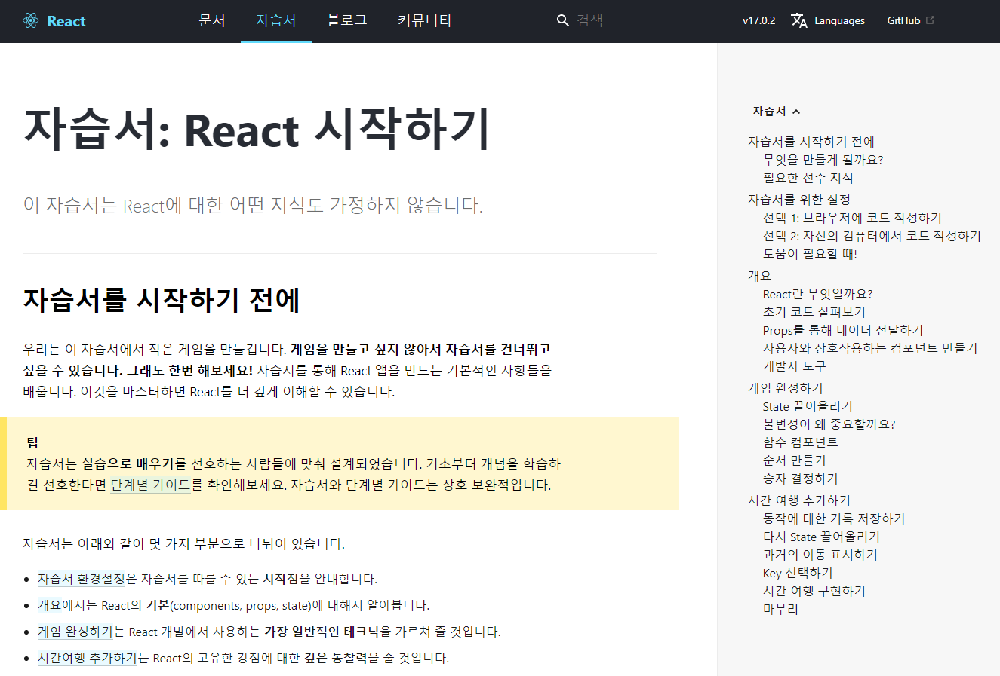 React
문서
자습서
블로그
커뮤니티
검색
v17.0.2
Languages
GitHub
자습서: React 시작하기
이 자습서는 React에 대한 어떤 지식도 가정하지 않습니다.
자습서를 시작하기 전에
우리는 이 자습서에서 작은 게임을 만들겁니다. 게임을 만들고 싶지 않아서 자습서를 건너뛰고
싶을 수 있습니다. 그래도 한번 해보세요! 자습서를 통해 React 앱을 만드는 기본적인 사항들을
배웁니다. 이것을 마스터하면 React를 더 깊게 이해할 수 있습니다.
팁
자습서는 실습으로 배우기를 선호하는 사람들에 맞춰 설계되었습니다. 기초부터 개념을 학습하
길 선호한다면 단계별 가이드를 확인해보세요. 자습서와 단계별 가이드는 상호 보완적입니다.
자습서는 아래와 같이 몇 가지 부분으로 나뉘어 있습니다.
• 자습서 환경설정은 자습서를 따를 수 있는 시작점을 안내합니다.
• 개요에서는 React의 기본(components, props, state)에 대해서 알아봅니다.
• 게임 완성하기는 React 개발에서 사용하는 가장 일반적인 테크닉을 가르쳐 줄 것입니다.
• 시간여행 추가하기는 React의 고유한 강점에 대한 깊은 통찰력을 줄 것입니다.
자습서
자습서를 시작하기 전에
무엇을 만들게 될까요?
필요한 선수 지식
자습서를 위한 설정
선택 1: 브라우저에 코드 작성하기
선택 2: 자신의 컴퓨터에서 코드 작성하기
도움이 필요할 때!
개요
React란 무엇일까요?
초기 코드 살펴보기
Props를 통해 데이터 전달하기
사용자와 상호작용하는 컴포넌트 만들기
개발자 도구
게임 완성하기
State 끌어올리기
불변성이 왜 중요할까요?
함수 컴포넌트
순서 만들기
승자 결정하기
시간 여행 추가하기
동작에 대한 기록 저장하기
다시 State 끌어올리기
과거의 이동 표시하기
Key 선택하기
시간 여행 구현하기
마무리